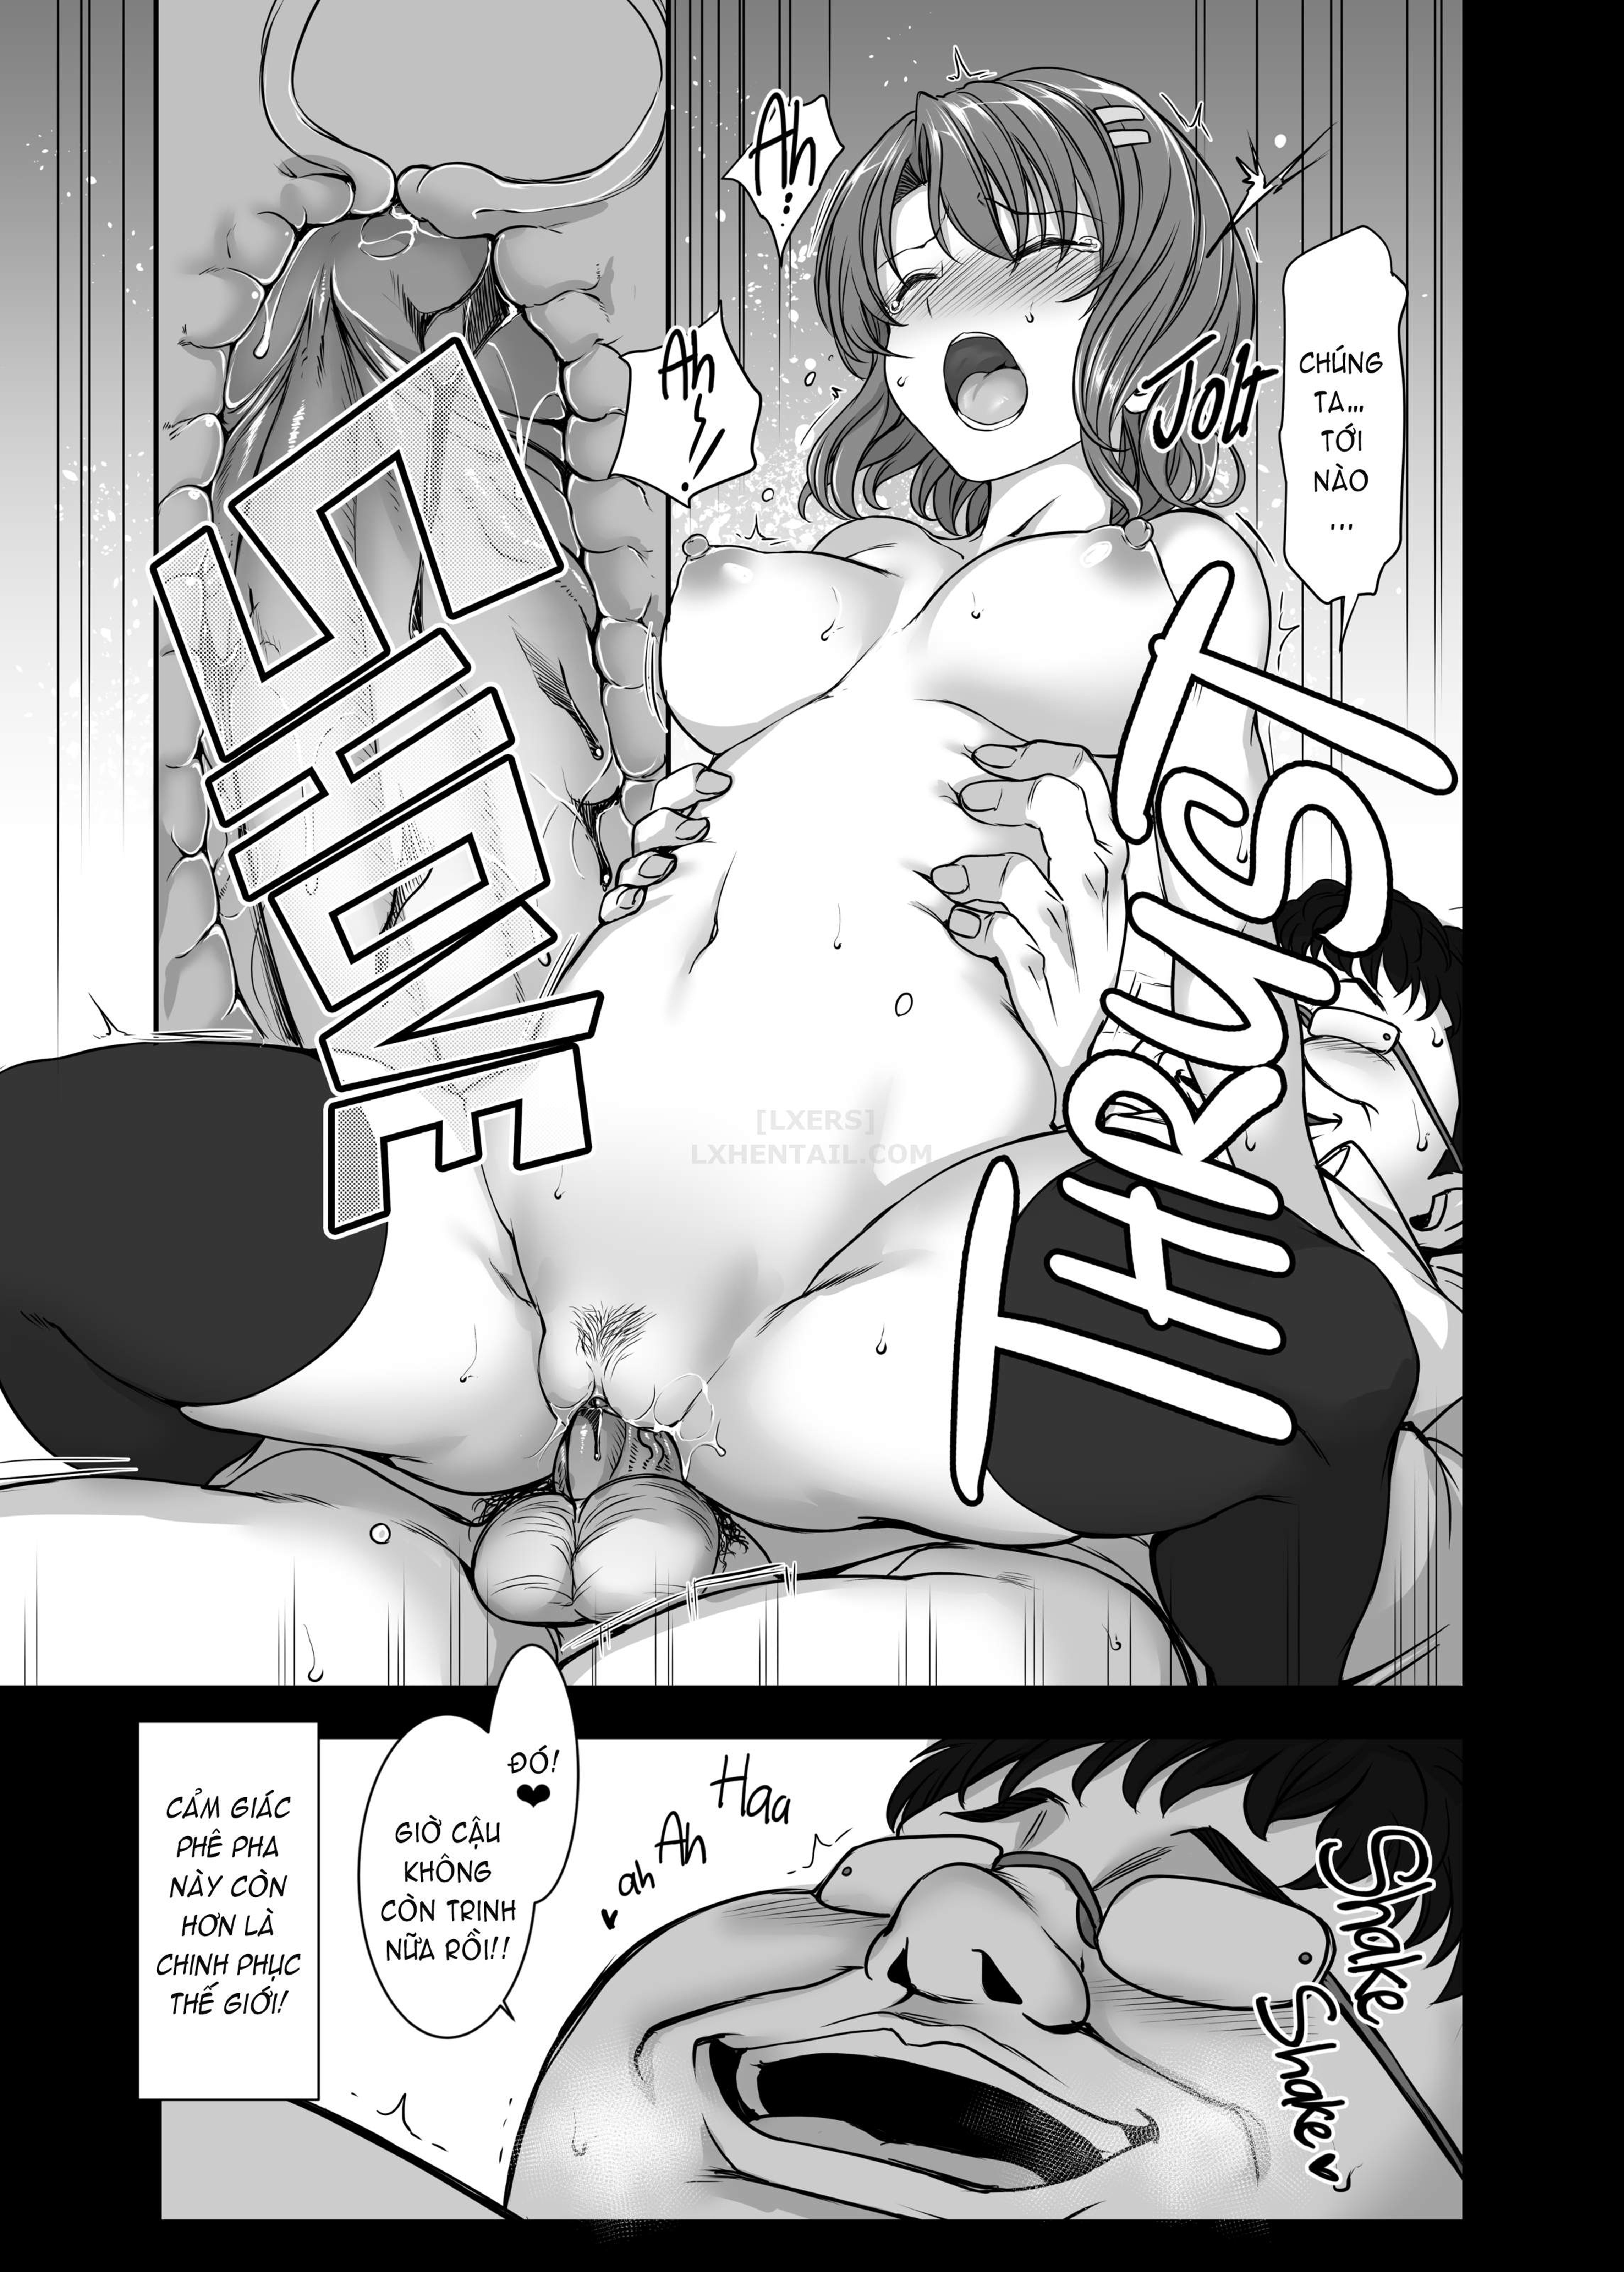 CHÚNG
TA...
TỚI
NÀO
...
Ah
Jolt
Ah
SHOVE
THRUST
[LXERS]
LXHENTAI.COM
ĐÓ!
GIỜ CẬU
KHÔNG
CÒN TRINH
NỮA RỒI!!
Haa
Ah
ah
Shake
Shake
CẢM GIÁC
PHÊ PHA
NÀY CÒN
HƠN LÀ
CHINH PHỤC
THẾ GIỚI!